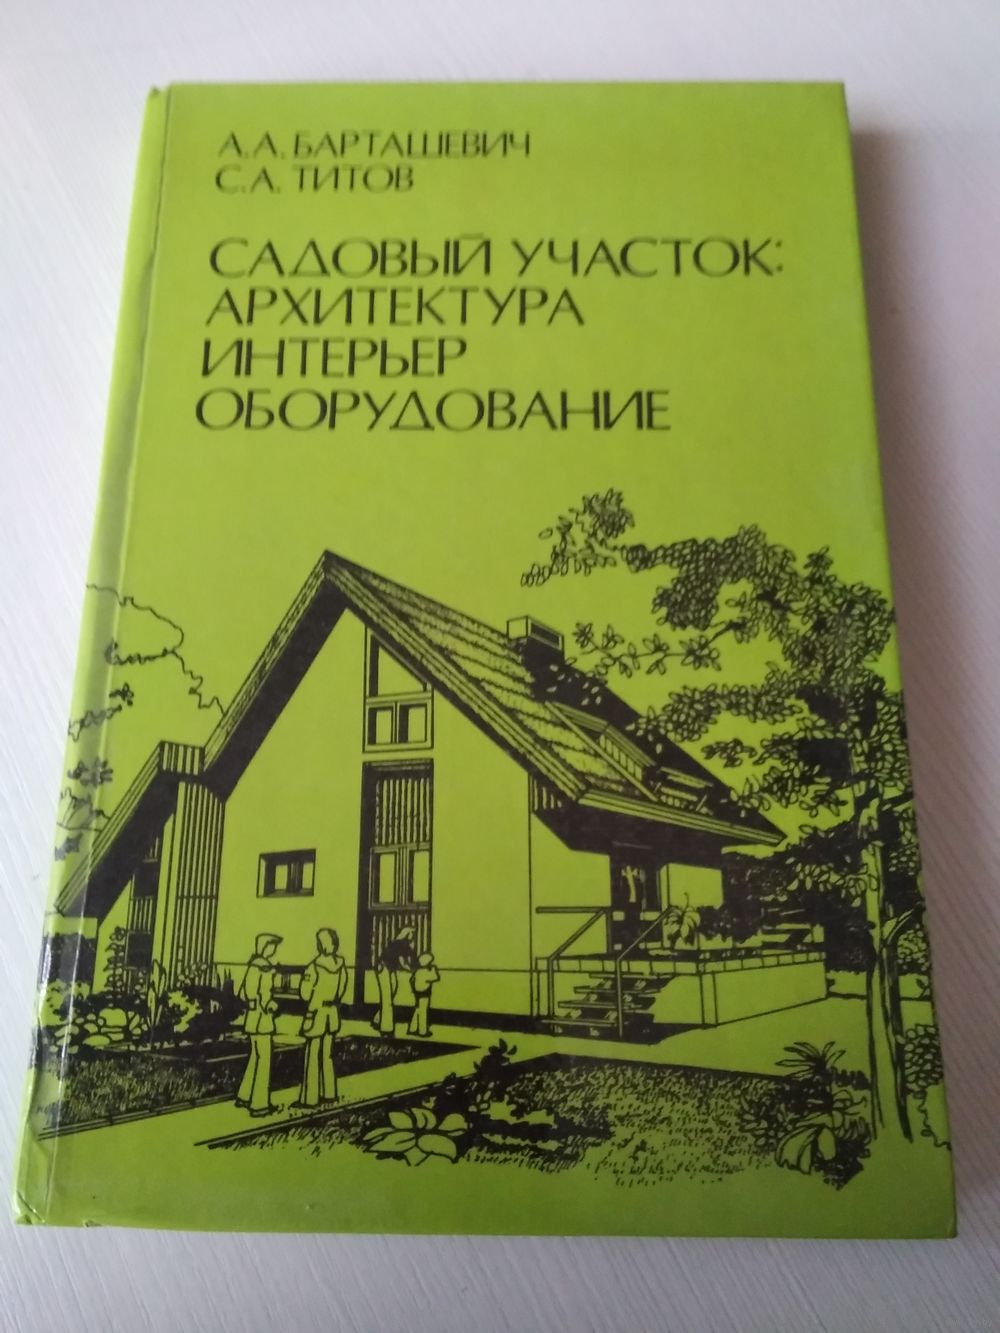 А.А. БАРТАШЕВИЧ
С.А. ТИТОВ
САДОВЫЙ УЧАСТОК:
АРХИТЕКТУРА
ИНТЕРЬЕР
ОБОРУДОВАНИЕ